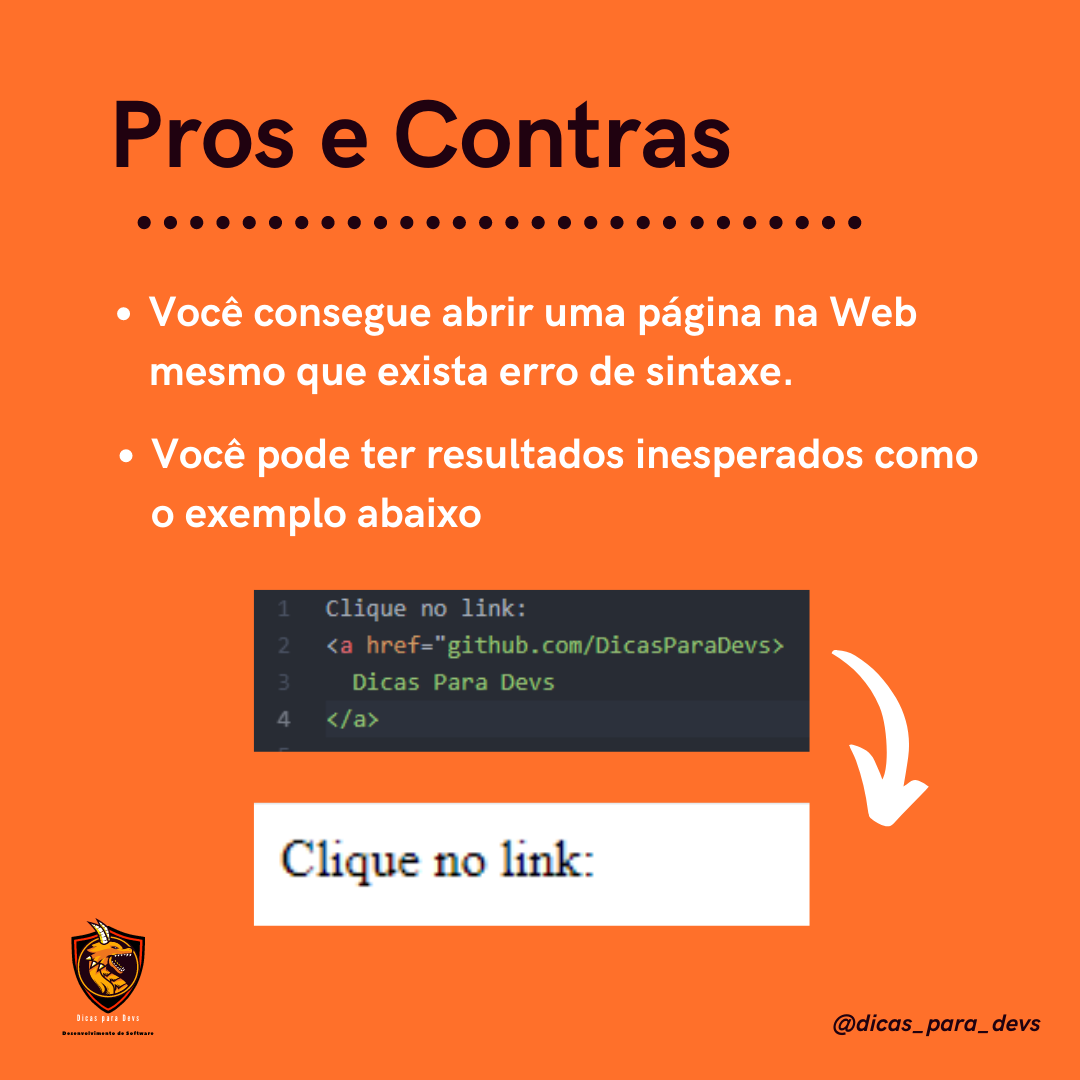 Pros e Contras
• Você consegue abrir uma página na Web
mesmo que exista erro de sintaxe.
• Você pode ter resultados inesperados como
o exemplo abaixo
1 Clique no link:
2 <a href="github.com/DicasParaDevs>
3 Dicas Para Devs
4 </a>
Clique no link:
Dicas para Devs
Desenvolvimento de Software
@dicas_para_devs